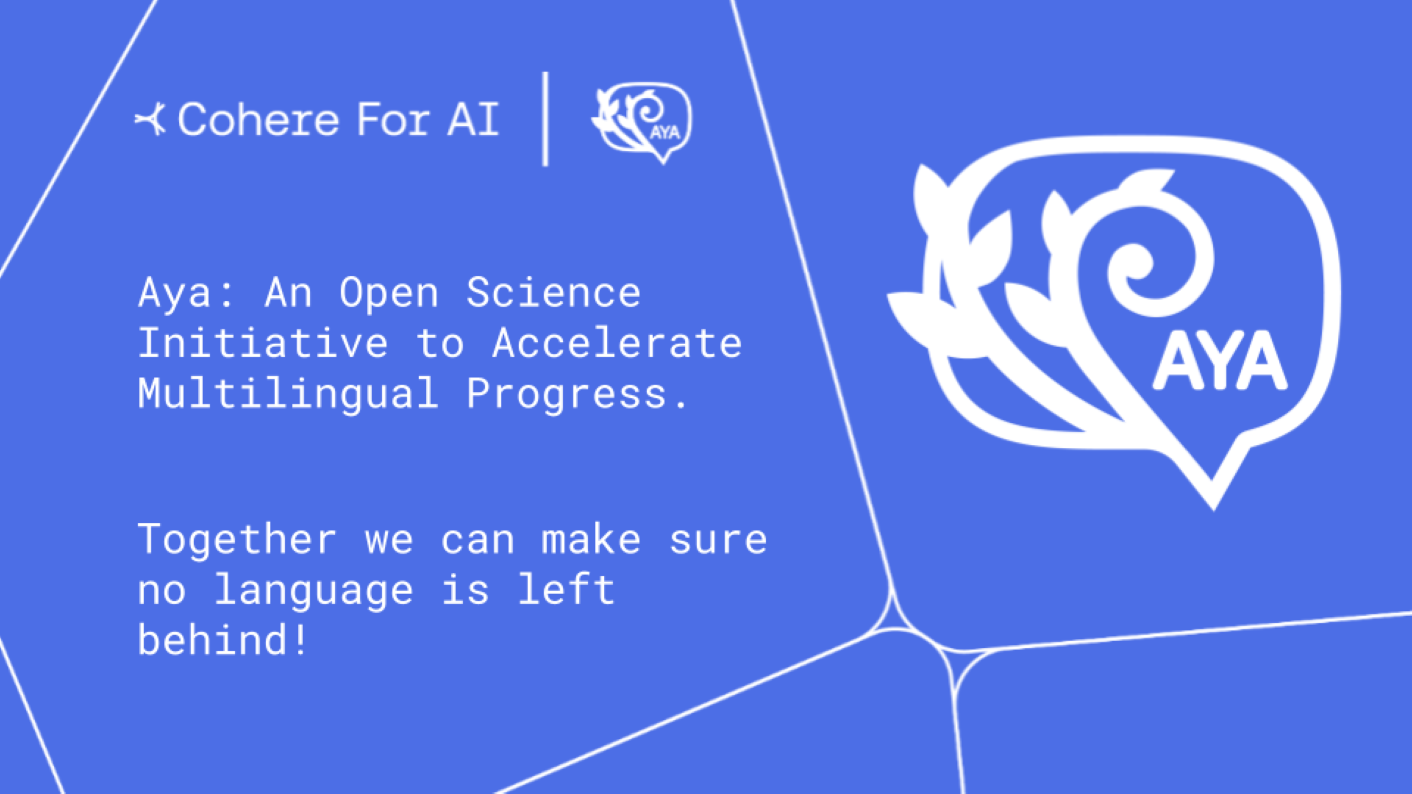 Cohere For AI
AYA
Aya: An Open Science
Initiative to Accelerate
Multilingual Progress.
Together we can make sure
no language is left
behind!
AYA